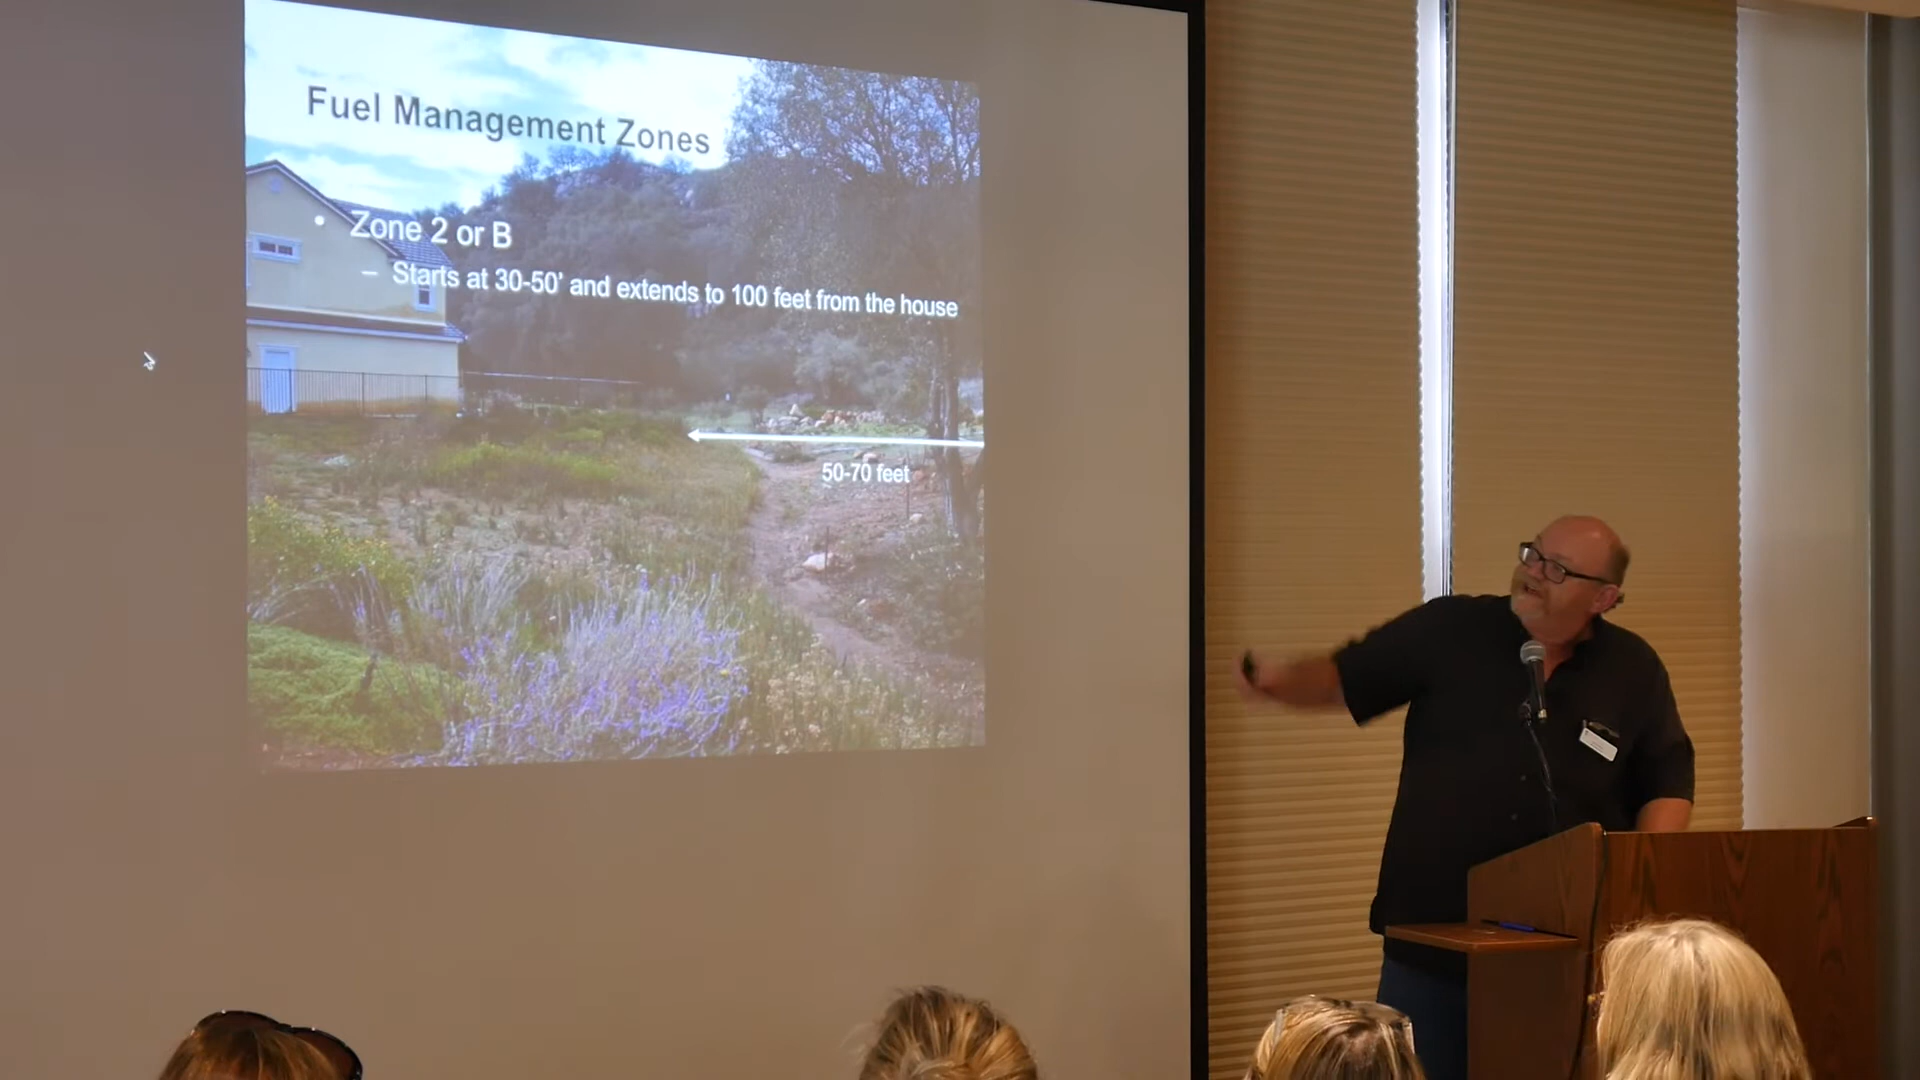 Fuel Management Zones
• Zone 2 or B
– Starts at 30-50' and extends to 100 feet from the house
50-70 feet